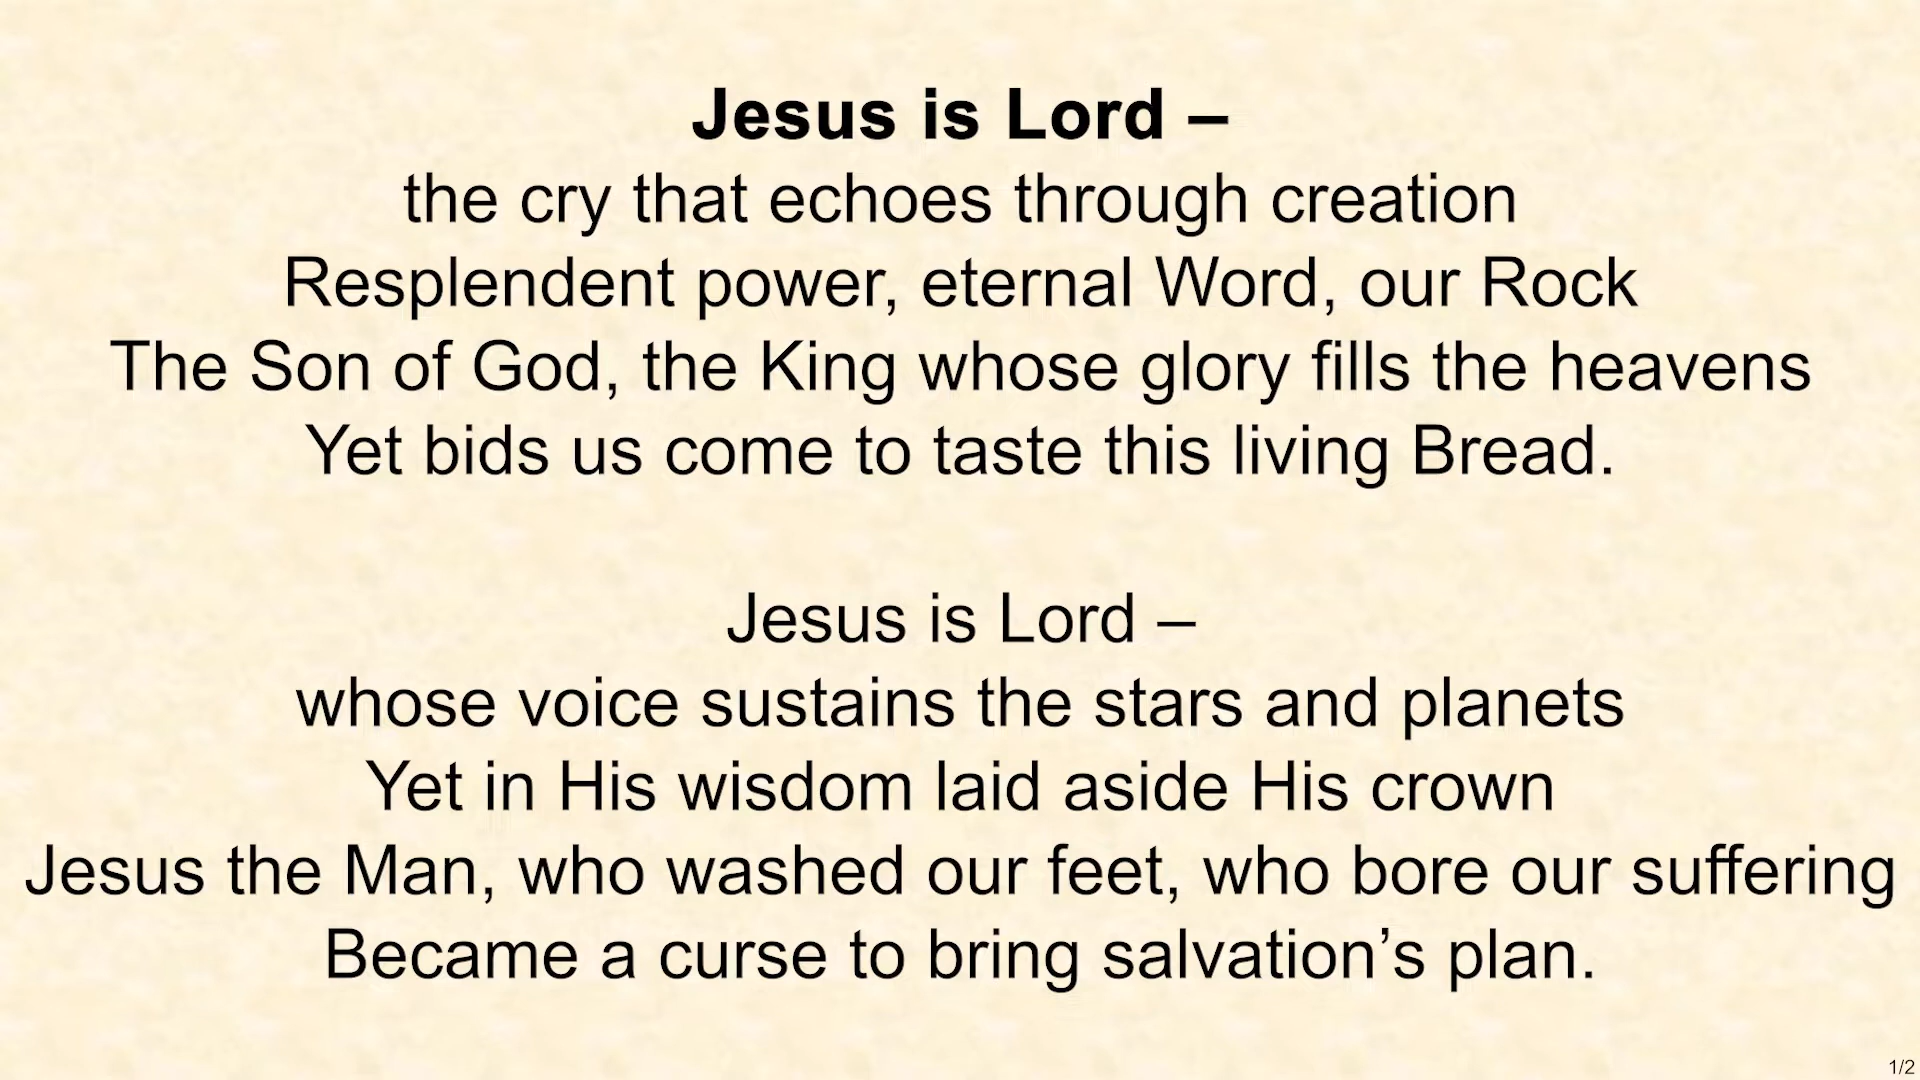 Jesus is Lord –
the cry that echoes through creation
Resplendent power, eternal Word, our Rock
The Son of God, the King whose glory fills the heavens
Yet bids us come to taste this living Bread.
Jesus is Lord –
whose voice sustains the stars and planets
Yet in His wisdom laid aside His crown
Jesus the Man, who washed our feet, who bore our suffering
Became a curse to bring salvation’s plan.
1/2